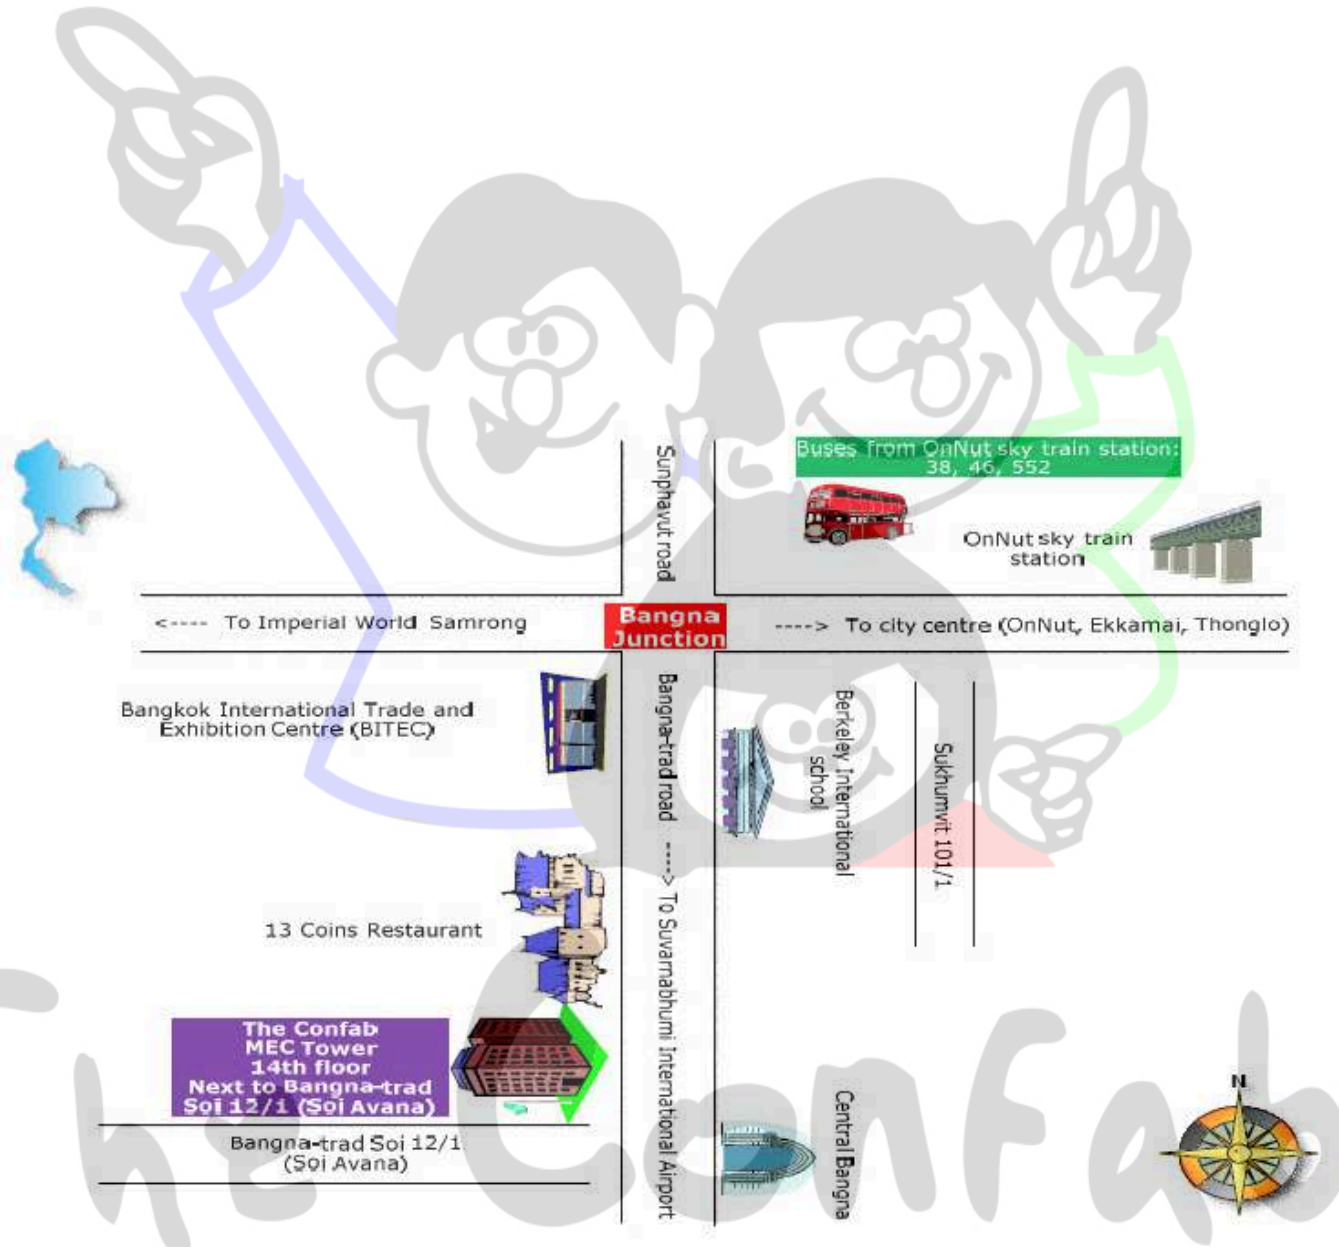 Buses from OnNut sky train station:
38, 46, 552
Sunphavut road
OnNut sky train
station
<---- To Imperial World Samrong
Bangna
Junction
----> To city centre (OnNut, Ekkamai, Thonglo)
Bangkok International Trade and
Exhibition Centre (BITEC)
Bangna-trad road ----> To Suvarnabhumi International Airport
Berkeley International
school
Sukhumvit 101/1
13 Coins Restaurant
The Confab
MEC Tower
14th floor
Next to Bangna-trad
Soi 12/1 (Soi Avana)
Bangna-trad Soi 12/1
(Soi Avana)
Central Bangna
N
The Confab